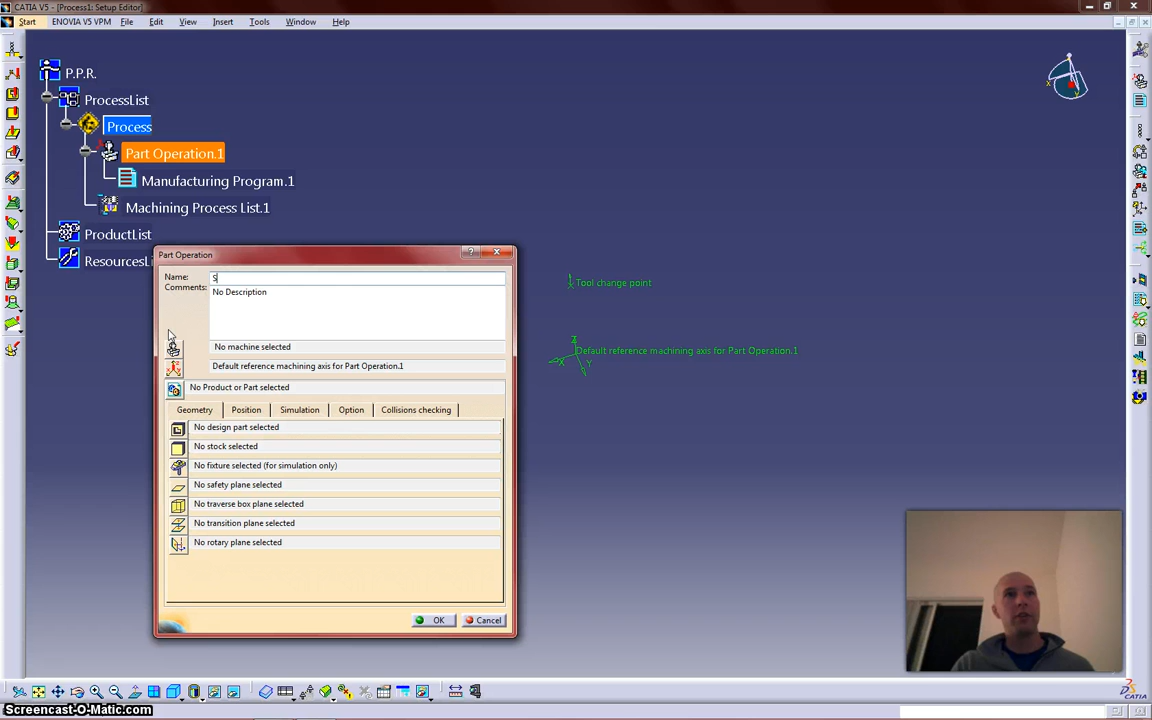 CATIA V5 - [Process1: Setup Editor]
Start ENOVIA V5 VPM File Edit View Insert Tools Window Help
P.P.R.
ProcessList
Process
Part Operation.1
Manufacturing Program.1
Machining Process List.1
ProductList
ResourcesLi
Part Operation
Name: S
Comments: No Description
No machine selected
Default reference machining axis for Part Operation.1
No Product or Part selected
Geometry Position Simulation Option Collisions checking
No design part selected
No stock selected
No fixture selected (for simulation only)
No safety plane selected
No traverse box plane selected
No transition plane selected
No rotary plane selected
OK Cancel
Tool change point
Z
Default reference machining axis for Part Operation.1
X Y
Screencast-O-Matic.com
CATIA